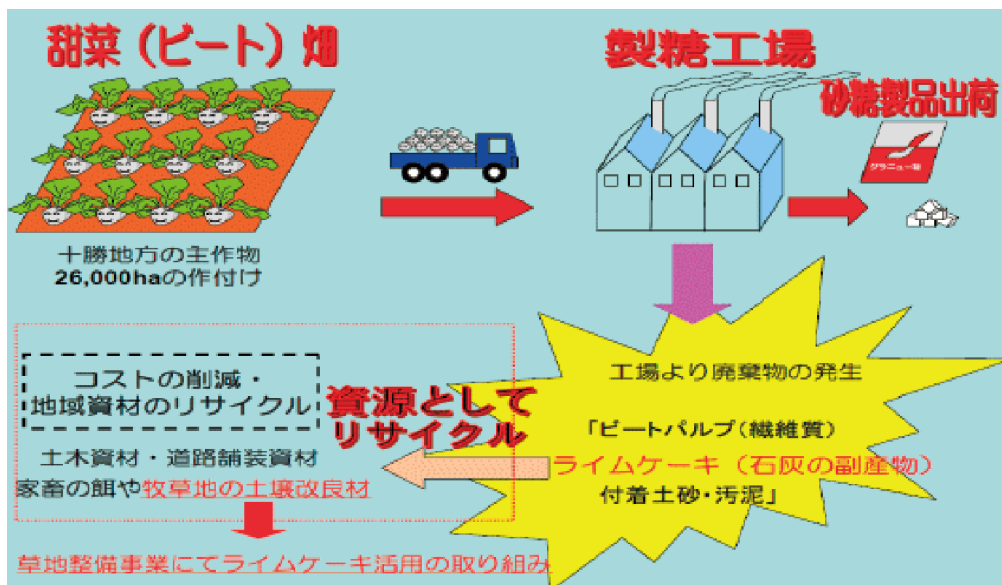 甜菜（ビート）畑
製糖工場
砂糖製品出荷
グラニュー糖
十勝地方の主作物
26,000haの作付け
工場より廃棄物の発生
「ビートパルプ（繊維質）
ライムケーキ（石灰の副産物）
付着土砂・汚泥」
資源として
リサイクル
コストの削減・
地域資材のリサイクル
土木資材・道路舗装資材
家畜の餌や牧草地の土壌改良材
草地整備事業にてライムケーキ活用の取り組み